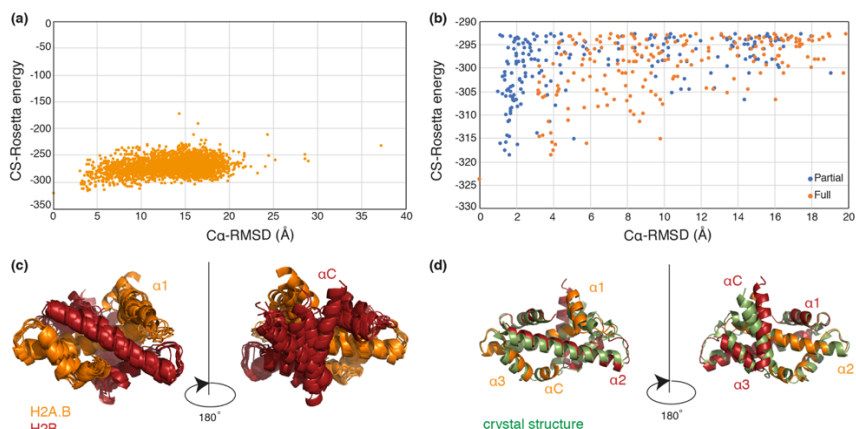 (a)
0
-50
-100
-150
-200
-250
-300
-350
CS-Rosetta energy
0 5 10 15 20 25 30 35 40
Cα-RMSD (Å)
(b)
-290
-295
-300
-305
-310
-315
-320
-325
-330
CS-Rosetta energy
Partial
Full
0 2 4 6 8 10 12 14 16 18 20
Cα-RMSD (Å)
(c)
α1
αC
H2A.B
H2B
180°
(d)
α1
αC
α1
α3
αC
α2
α3
α2
180°
crystal structure